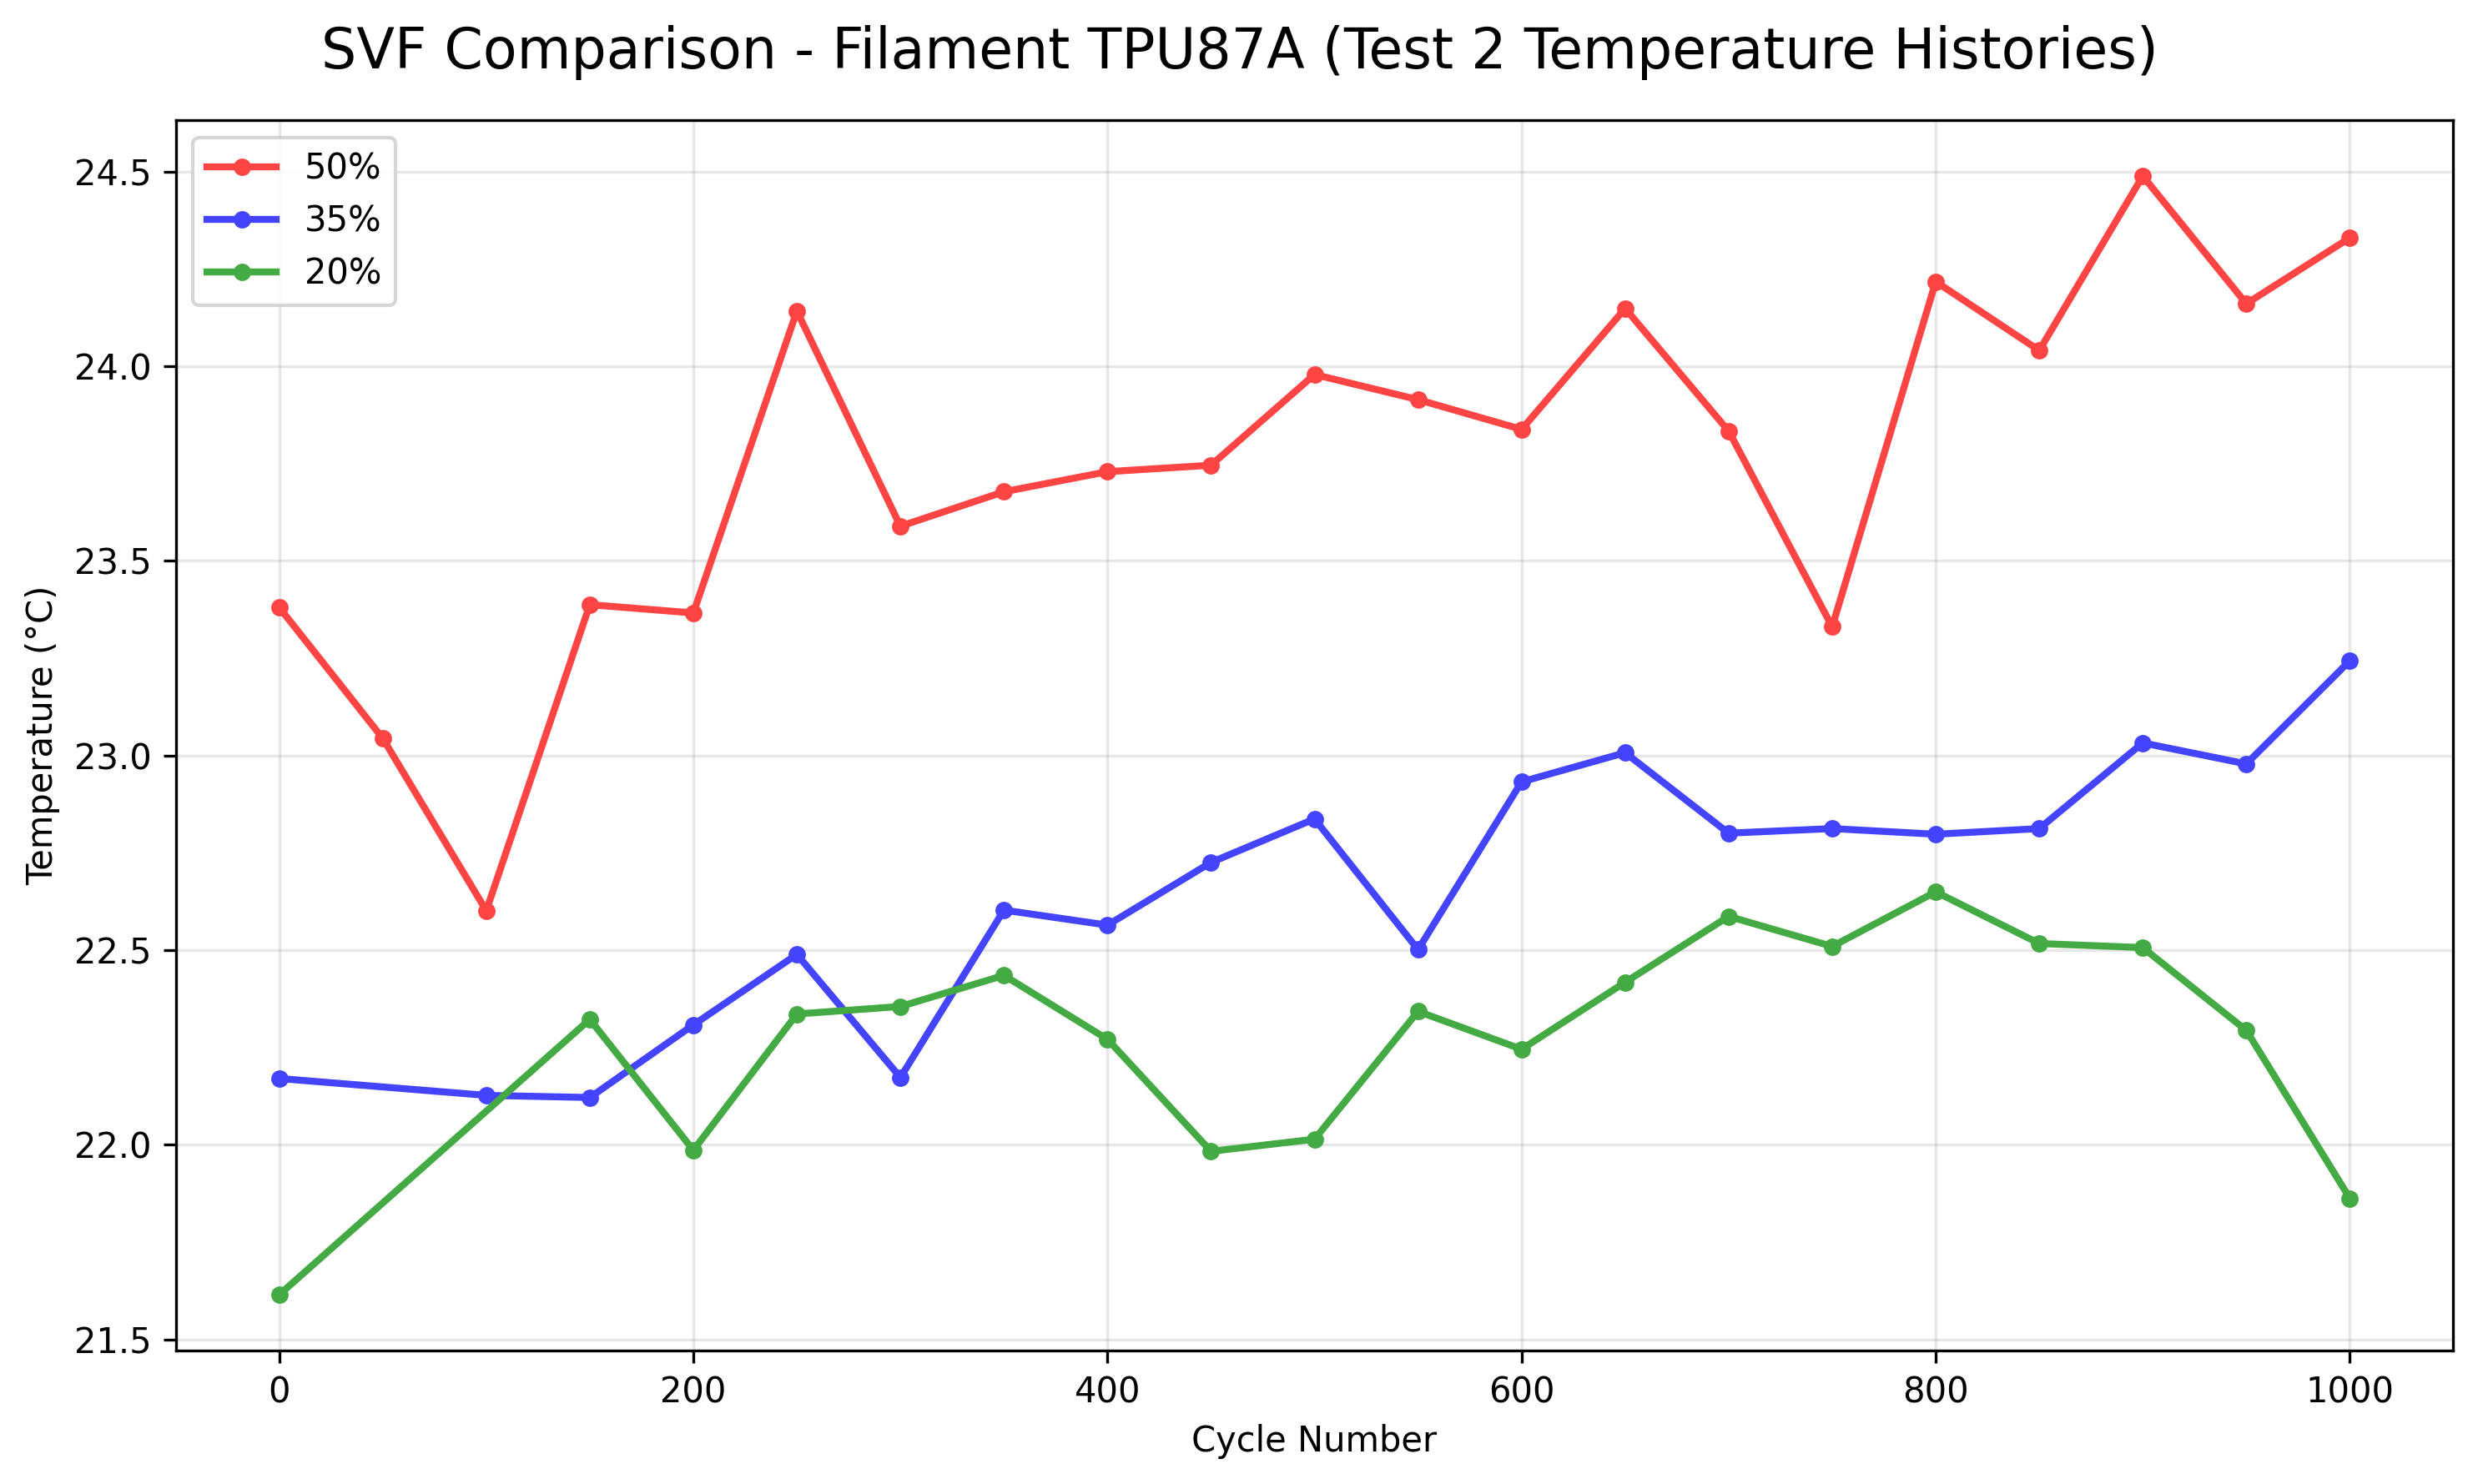 SVF Comparison - Filament TPU87A (Test 2 Temperature Histories)
50%
35%
20%
24.5
24.0
23.5
23.0
22.5
22.0
21.5
Temperature (°C)
0 200 400 600 800 1000
Cycle Number